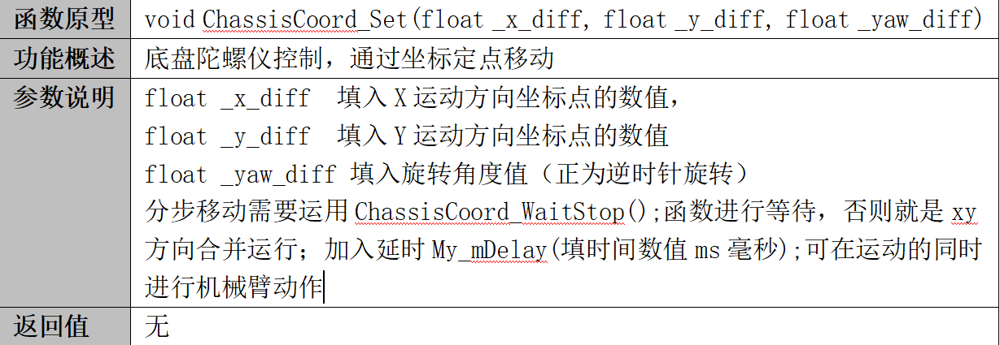 函数原型 void ChassisCoord_Set(float _x_diff, float _y_diff, float _yaw_diff)
功能概述 底盘陀螺仪控制，通过坐标定点移动
参数说明 float _x_diff 填入 X 运动方向坐标点的数值，
float _y_diff 填入 Y 运动方向坐标点的数值
float _yaw_diff 填入旋转角度值（正为逆时针旋转）
分步移动需要运用 ChassisCoord_WaitStop();函数进行等待，否则就是 xy
方向合并运行；加入延时 My_mDelay(填时间数值 ms 毫秒);可在运动的同时
进行机械臂动作
返回值 无